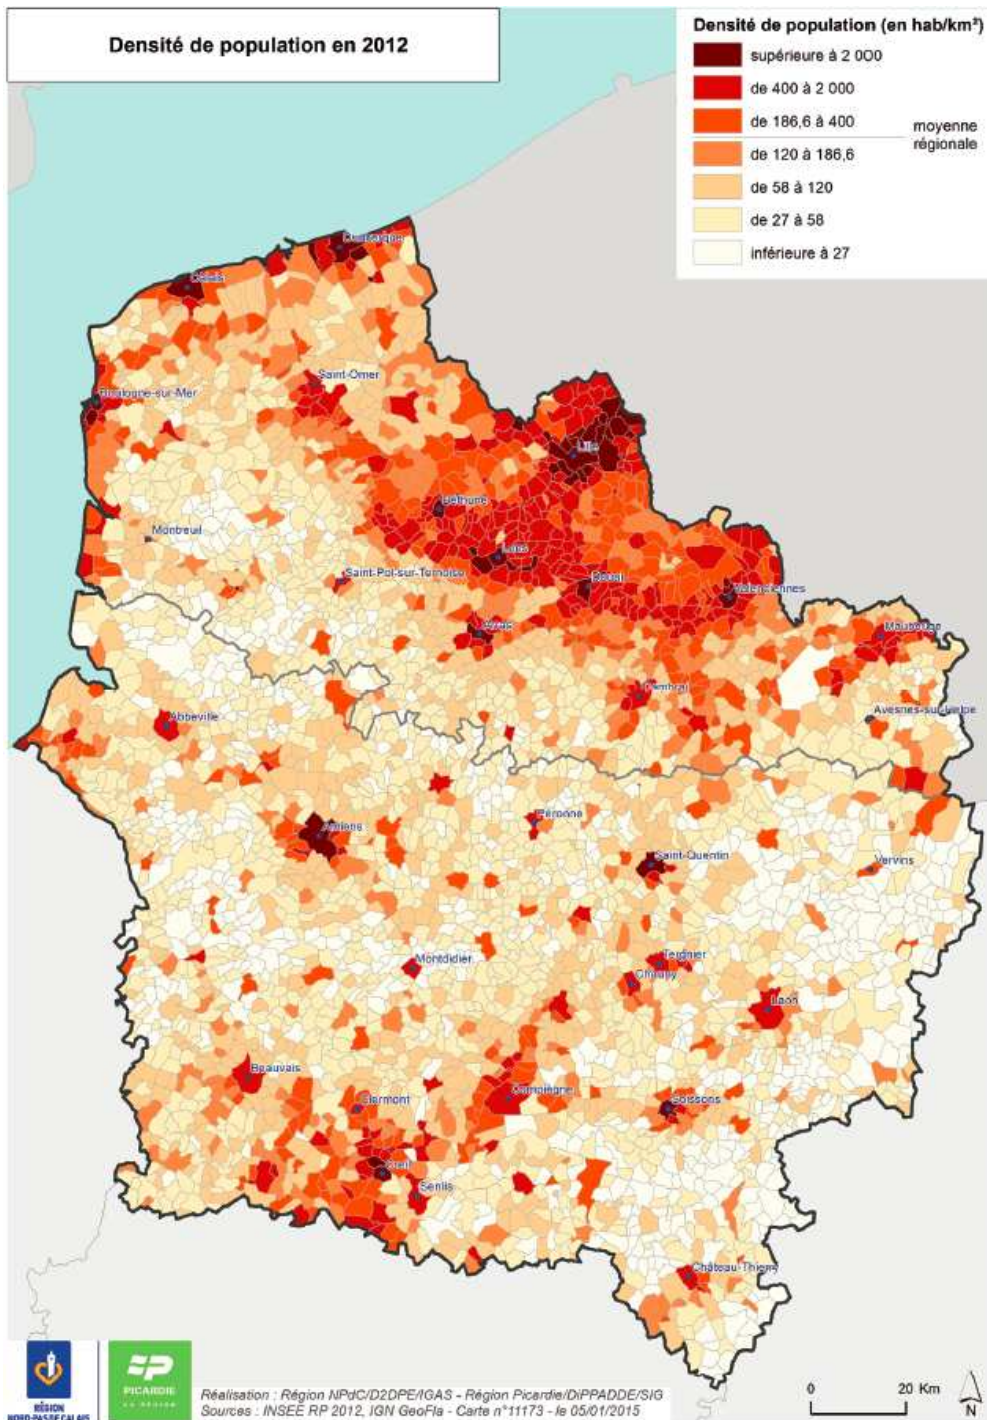 Densité de population en 2012
Densité de population (en hab/km²)
supérieure à 2 000
de 400 à 2 000
de 186,6 à 400
moyenne
régionale
de 120 à 186,6
de 58 à 120
de 27 à 58
inférieure à 27
Dunkerque
Calais
Saint-Omer
Boulogne-sur-Mer
Lille
Béthune
Montreuil
Lens
Saint-Pol-sur-Ternoise
Douai
Valenciennes
Arras
Maubeuge
Cambrai
Abbeville
Avesnes-sur-Helpe
Amiens
Péronne
Saint-Quentin
Vervins
Montdidier
Tergnier
Chauny
Laon
Beauvais
Compiègne
Clermont
Soissons
Creil
Senlis
Château-Thierry
RÉGION
NORD-PAS DE CALAIS
PICARDIE
LA RÉGION
Réalisation : Région NPdC/D2DPE/IGAS - Région Picardie/DiPPADDE/SIG
Sources : INSEE RP 2012, IGN GeoFla - Carte n°11173 - le 05/01/2015
0 20 Km
N